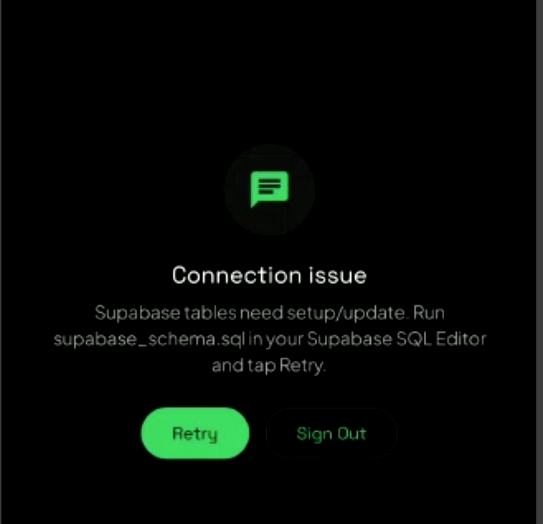 Connection issue
Supabase tables need setup/update. Run
supabase_schema.sql in your Supabase SQL Editor
and tap Retry.
Retry
Sign Out